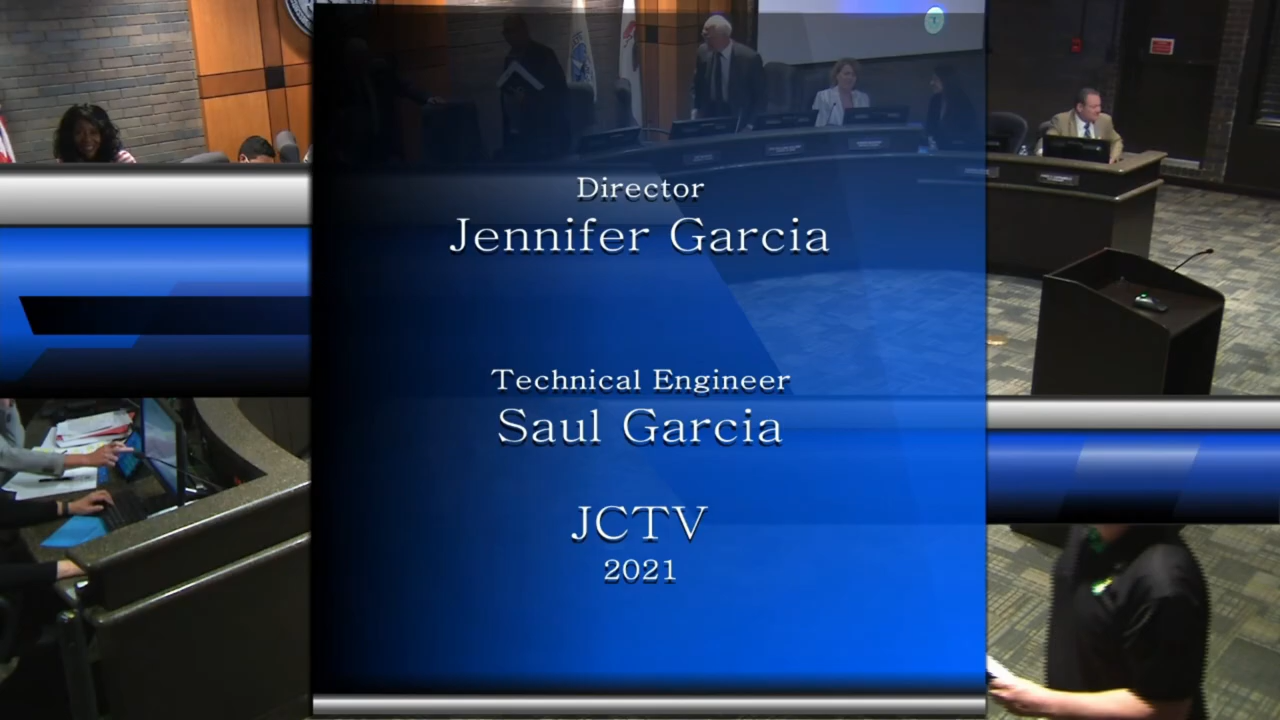 Director
Jennifer Garcia
Technical Engineer
Saul Garcia
JCTV
2021